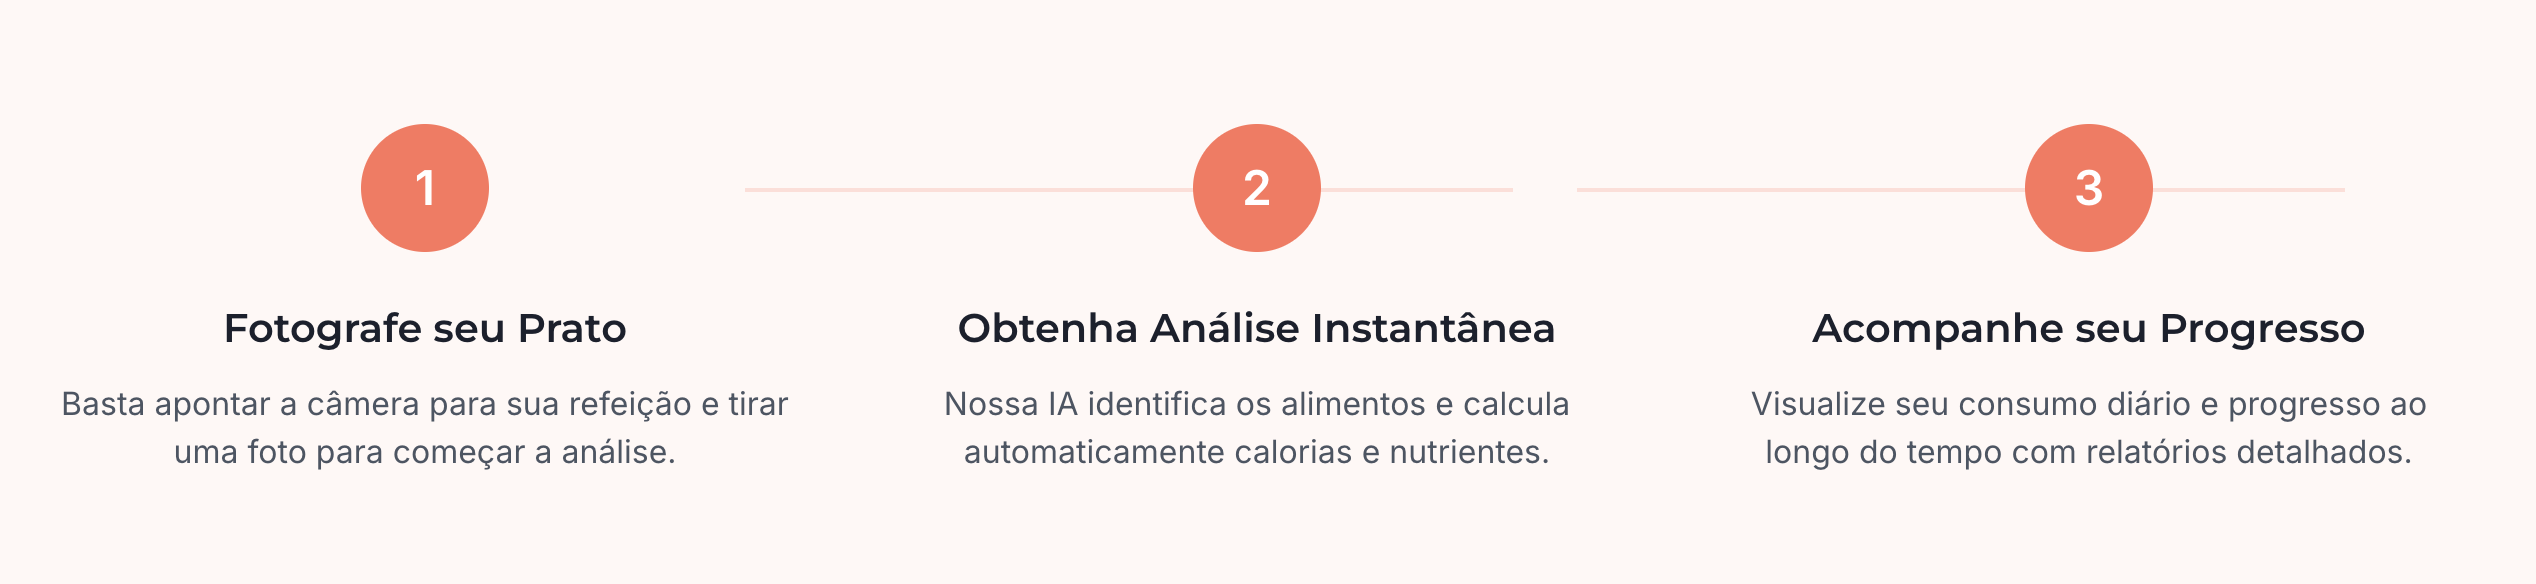 1
Fotografe seu Prato
Basta apontar a câmera para sua refeição e tirar
uma foto para começar a análise.
2
Obtenha Análise Instantânea
Nossa IA identifica os alimentos e calcula
automaticamente calorias e nutrientes.
3
Acompanhe seu Progresso
Visualize seu consumo diário e progresso ao
longo do tempo com relatórios detalhados.